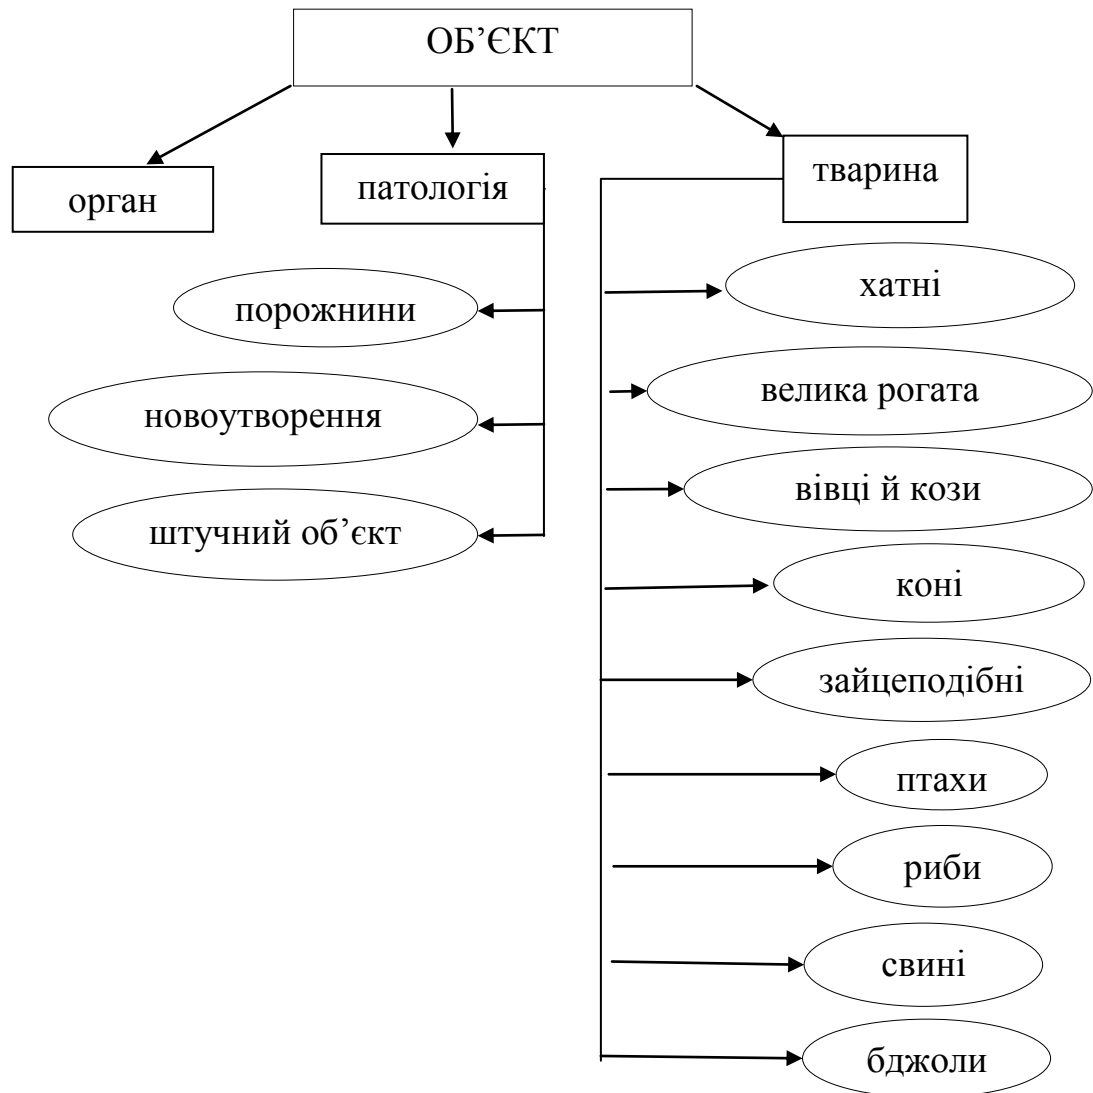 ОБ’ЄКТ
орган
патологія
тварина
порожнини
новоутворення
штучний об’єкт
хатні
велика рогата
вівці й кози
коні
зайцеподібні
птахи
риби
свині
бджоли